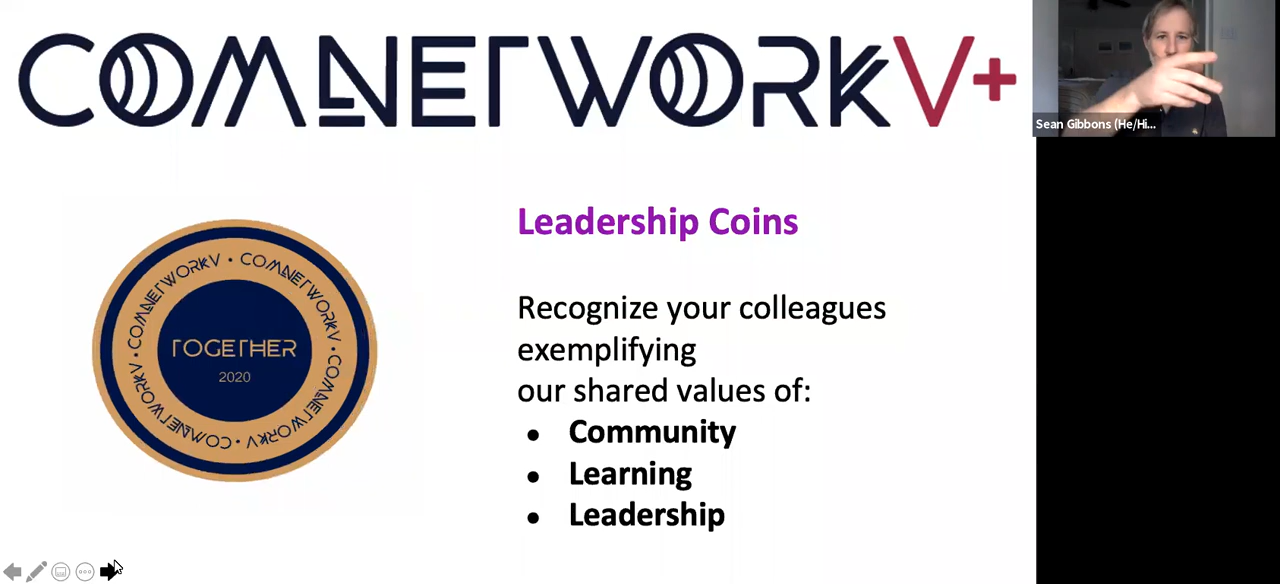 COMNETWORKV+
Sean Gibbons (He/Hi...
Leadership Coins
Recognize your colleagues
exemplifying
our shared values of:
• Community
• Learning
• Leadership
COMNETWORKV • COMNETWORKV • COMNETWORKV • COMNETWORKV • COMNETWORKV •
TOGETHER
2020